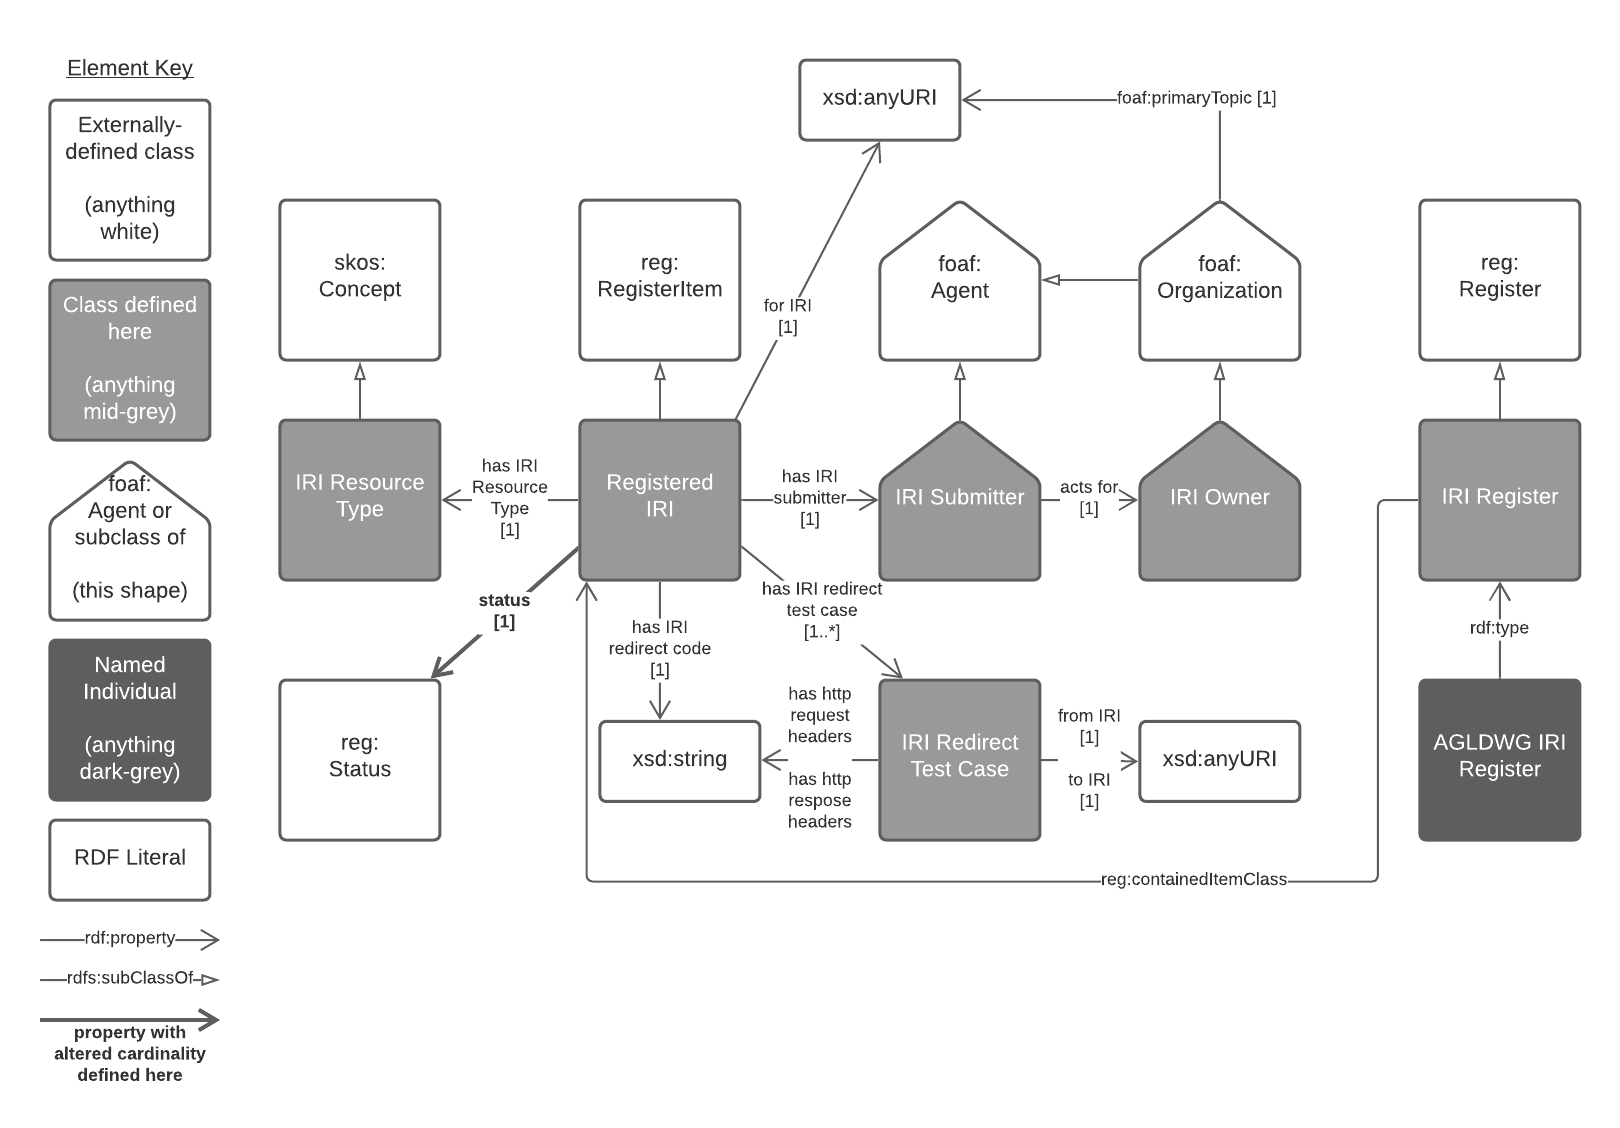 Element Key
Externally-
defined class
(anything
white)
Class defined
here
(anything
mid-grey)
foaf:
Agent or
subclass of
(this shape)
Named
Individual
(anything
dark-grey)
RDF Literal
rdf:property
rdfs:subClassOf
property with
altered cardinality
defined here
xsd:anyURI
foaf:primaryTopic [1]
skos:
Concept
reg:
RegisterItem
for IRI
[1]
foaf:
Agent
foaf:
Organization
reg:
Register
IRI Resource
Type
has IRI
Resource
Type
[1]
Registered
IRI
has IRI
submitter
[1]
IRI Submitter
acts for
[1]
IRI Owner
IRI Register
status
[1]
has IRI
redirect code
[1]
has IRI redirect
test case
[1..*]
rdf:type
reg:
Status
xsd:string
has http
request
headers
has http
respose
headers
IRI Redirect
Test Case
from IRI
[1]
to IRI
[1]
xsd:anyURI
AGLDWG IRI
Register
reg:containedItemClass